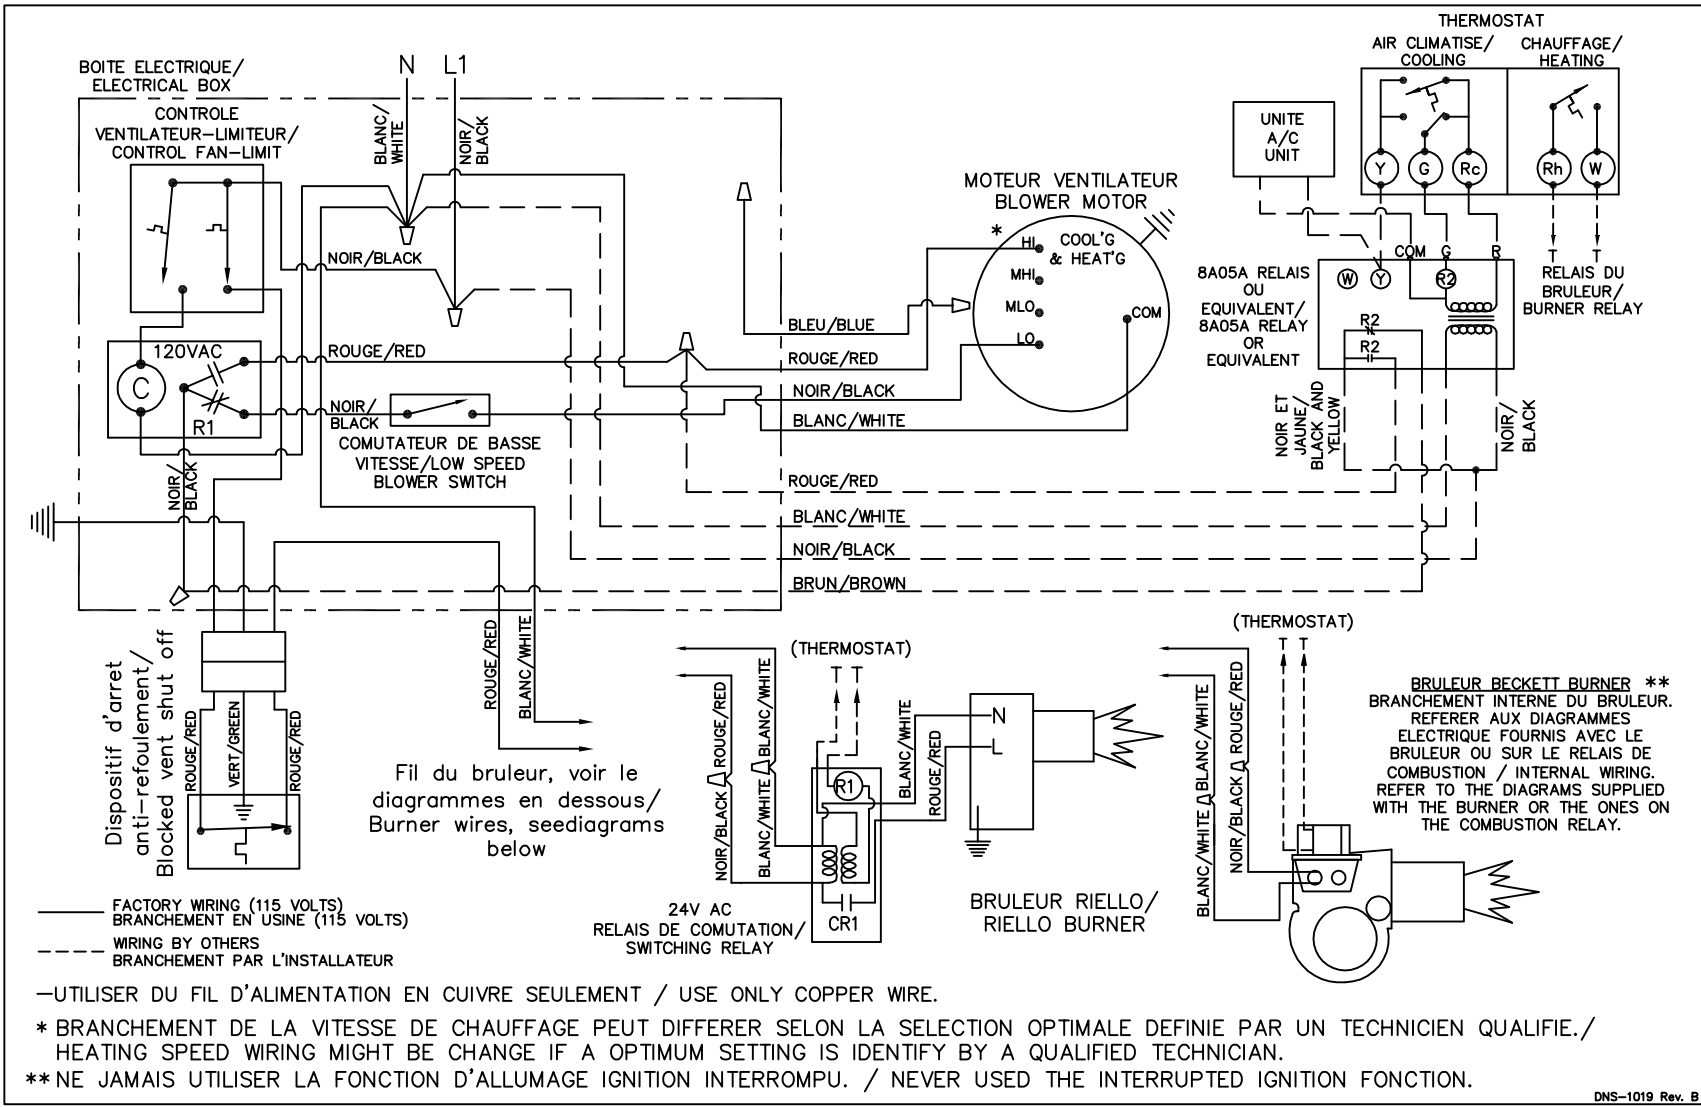 THERMOSTAT
AIR CLIMATISE/
COOLING
CHAUFFAGE/
HEATING
Y
G
Rc
Rh
W
BOITE ELECTRIQUE/
ELECTRICAL BOX
N
L1
CONTROLE
VENTILATEUR-LIMITEUR/
CONTROL FAN-LIMIT
BLANC/
WHITE
NOIR/
BLACK
NOIR/BLACK
120VAC
C
R1
ROUGE/RED
NOIR/
BLACK
COMUTATEUR DE BASSE
VITESSE/LOW SPEED
BLOWER SWITCH
NOIR/
BLACK
MOTEUR VENTILATEUR
BLOWER MOTOR
*
HI
COOL'G
& HEAT'G
MHI
MLO
LO
COM
UNITE
A/C
UNIT
COM
G
R
W
Y
R2
R2
R2
8A05A RELAIS
OU
EQUIVALENT/
8A05A RELAY
OR
EQUIVALENT
RELAIS DU
BRULEUR/
BURNER RELAY
NOIR ET
JAUNE/
BLACK AND
YELLOW
NOIR/
BLACK
BLEU/BLUE
ROUGE/RED
NOIR/BLACK
BLANC/WHITE
ROUGE/RED
BLANC/WHITE
NOIR/BLACK
BRUN/BROWN
Dispositif d'arret
anti-refoulement/
Blocked vent shut off
ROUGE/RED
VERT/GREEN
ROUGE/RED
ROUGE/RED
BLANC/WHITE
Fil du bruleur, voir le
diagrammes en dessous/
Burner wires, seediagrams
below
(THERMOSTAT)
NOIR/BLACK
ROUGE/RED
BLANC/WHITE
BLANC/WHITE
R1
CR1
24V AC
RELAIS DE COMUTATION/
SWITCHING RELAY
BLANC/WHITE
ROUGE/RED
N
L
BRULEUR RIELLO/
RIELLO BURNER
(THERMOSTAT)
BLANC/WHITE
BLANC/WHITE
NOIR/BLACK
ROUGE/RED
BRULEUR BECKETT BURNER **
BRANCHEMENT INTERNE DU BRULEUR.
REFERER AUX DIAGRAMMES
ELECTRIQUE FOURNIS AVEC LE
BRULEUR OU SUR LE RELAIS DE
COMBUSTION / INTERNAL WIRING.
REFER TO THE DIAGRAMS SUPPLIED
WITH THE BURNER OR THE ONES ON
THE COMBUSTION RELAY.
FACTORY WIRING (115 VOLTS)
BRANCHEMENT EN USINE (115 VOLTS)
WIRING BY OTHERS
BRANCHEMENT PAR L'INSTALLATEUR
-UTILISER DU FIL D'ALIMENTATION EN CUIVRE SEULEMENT / USE ONLY COPPER WIRE.
* BRANCHEMENT DE LA VITESSE DE CHAUFFAGE PEUT DIFFERER SELON LA SELECTION OPTIMALE DEFINIE PAR UN TECHNICIEN QUALIFIE./
HEATING SPEED WIRING MIGHT BE CHANGE IF A OPTIMUM SETTING IS IDENTIFY BY A QUALIFIED TECHNICIAN.
** NE JAMAIS UTILISER LA FONCTION D'ALLUMAGE IGNITION INTERROMPU. / NEVER USED THE INTERRUPTED IGNITION FONCTION.
DNS-1019 Rev. B